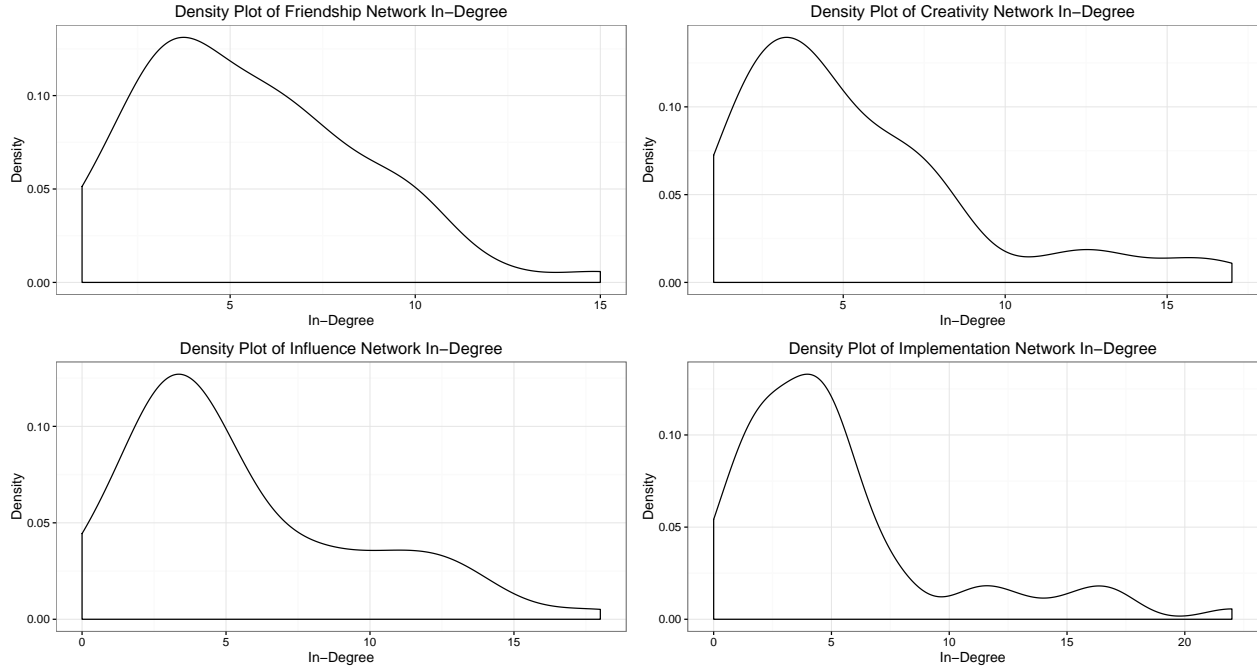 Density Plot of Friendship Network In−Degree
Density
0.10
0.05
0.00
5 10 15
In−Degree
Density Plot of Creativity Network In−Degree
Density
0.10
0.05
0.00
5 10 15
In−Degree
Density Plot of Influence Network In−Degree
Density
0.10
0.05
0.00
0 5 10 15
In−Degree
Density Plot of Implementation Network In−Degree
Density
0.10
0.05
0.00
0 5 10 15 20
In−Degree